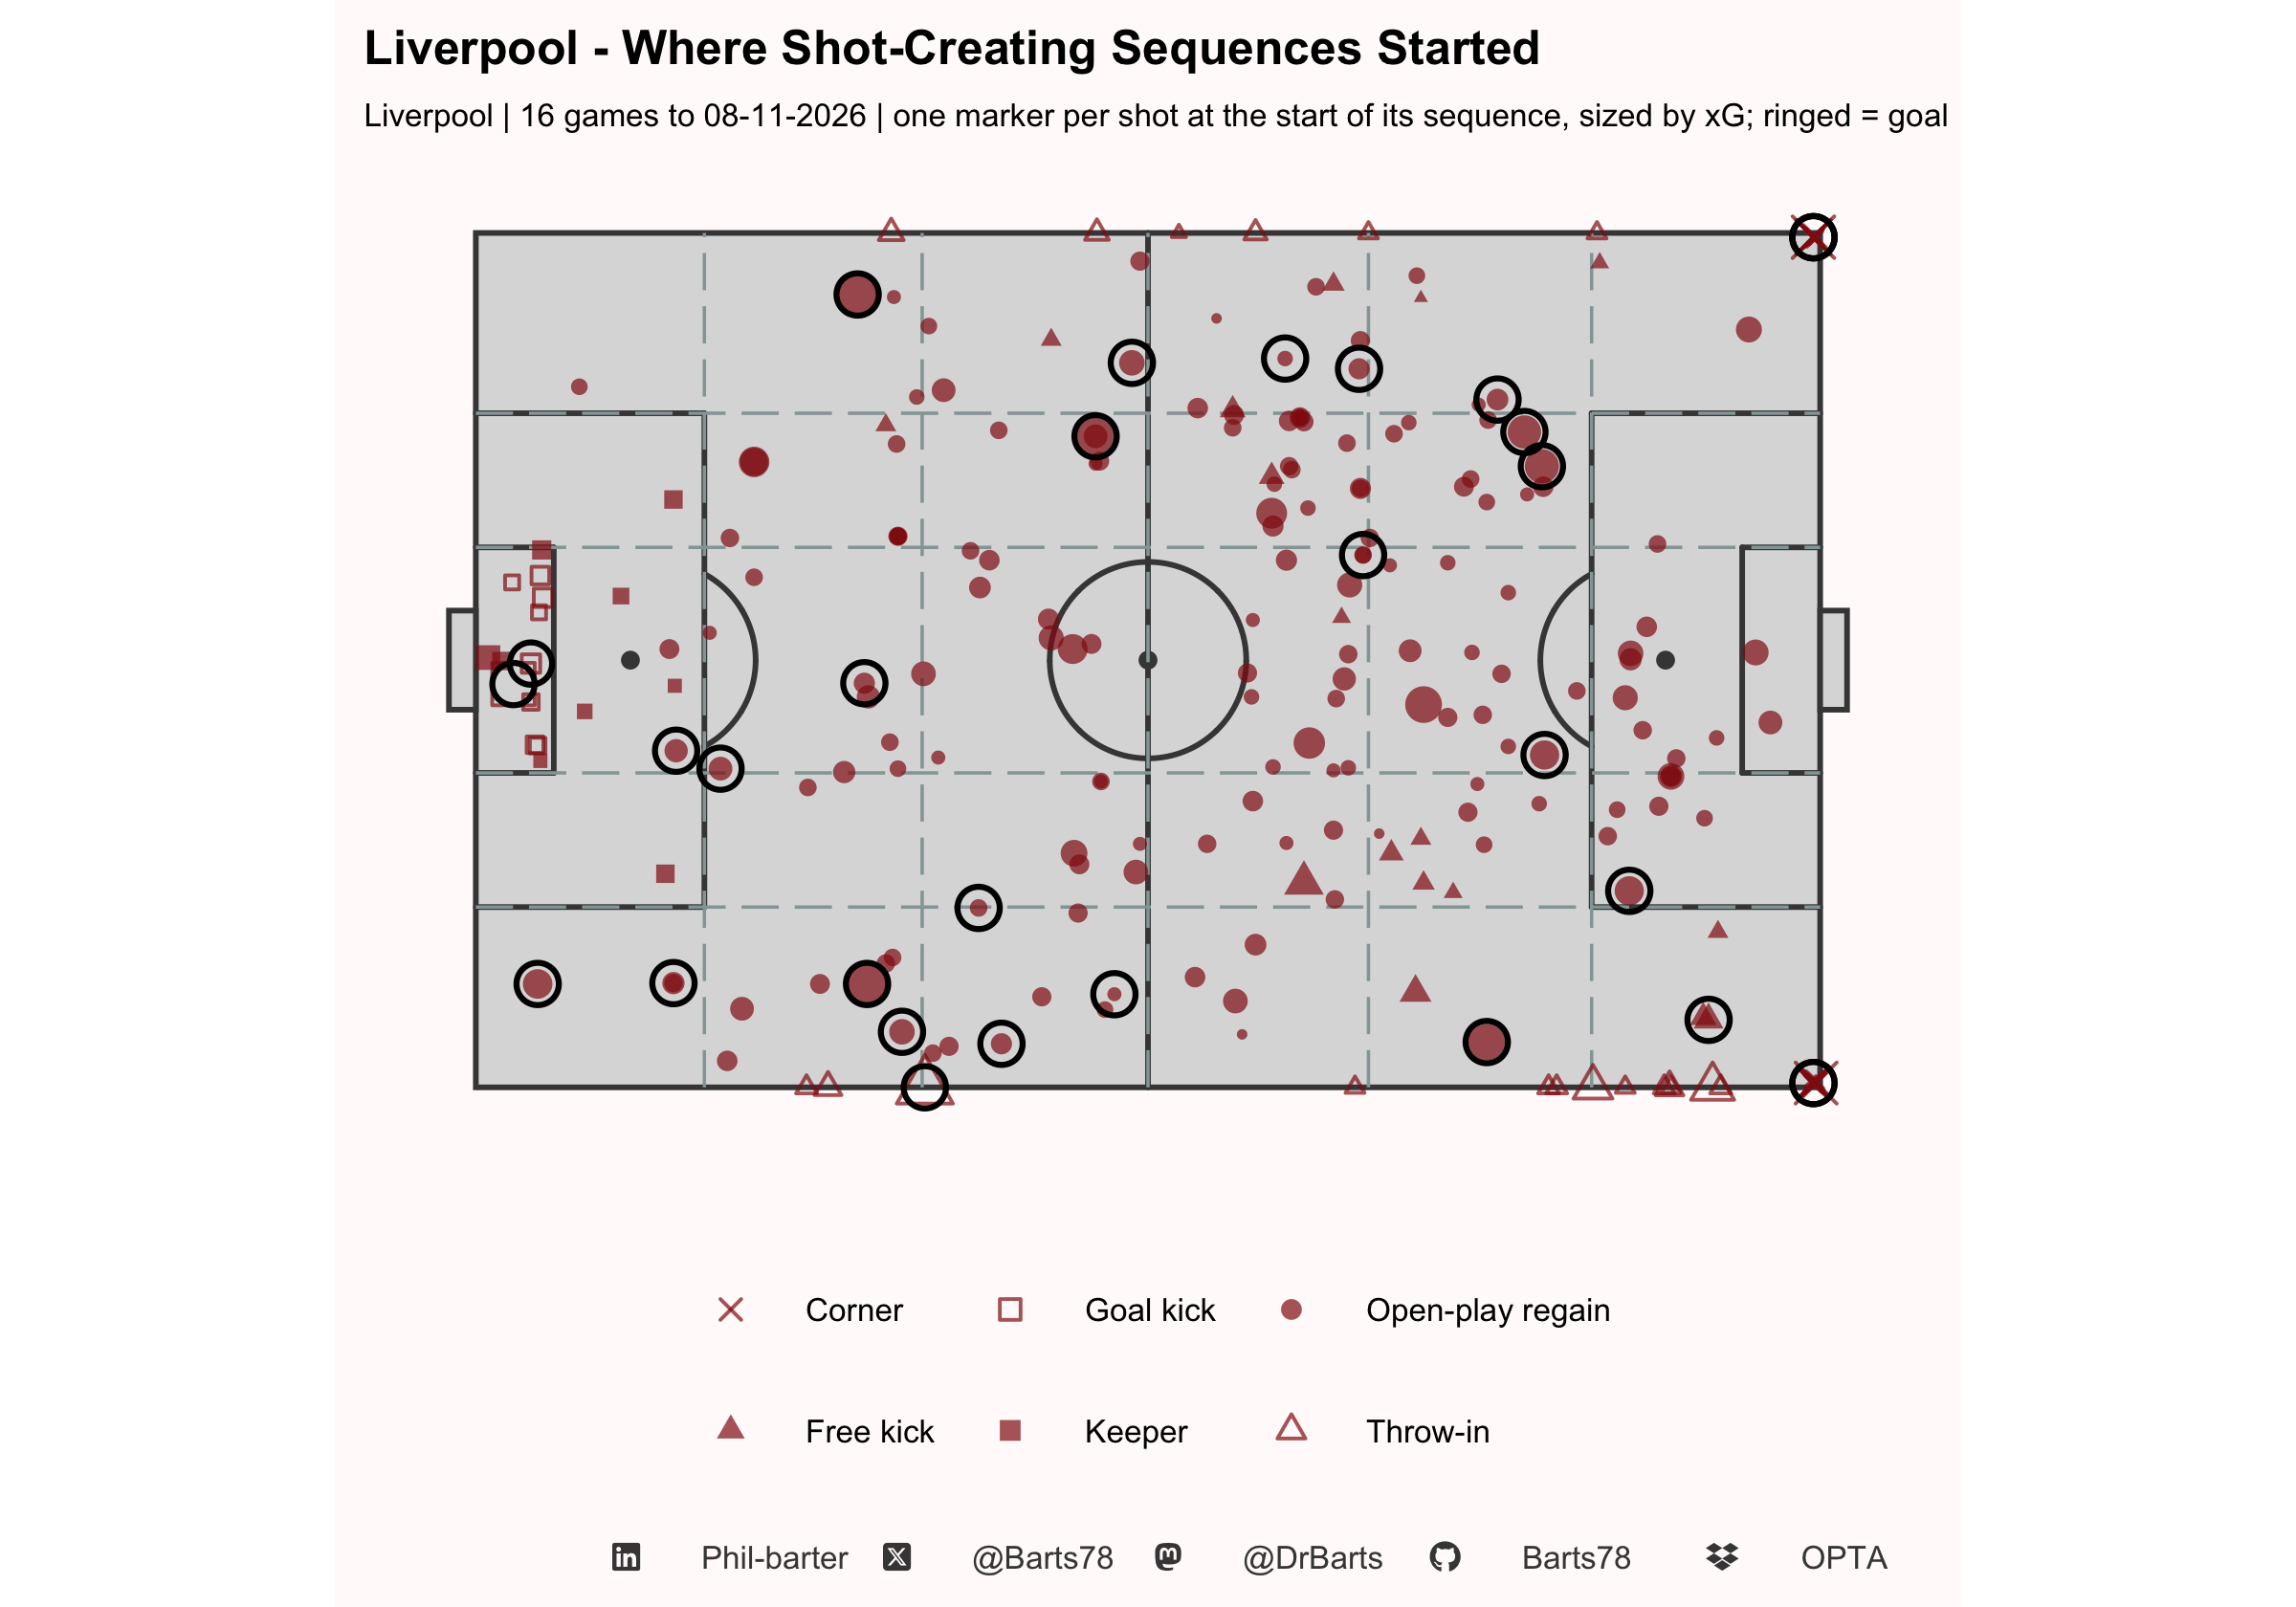 Liverpool - Where Shot-Creating Sequences Started
Liverpool | 16 games to 08-11-2026 | one marker per shot at the start of its sequence, sized by xG; ringed = goal
Corner Goal kick Open-play regain
Free kick Keeper Throw-in
Phil-barter @Barts78 @DrBarts Barts78 OPTA